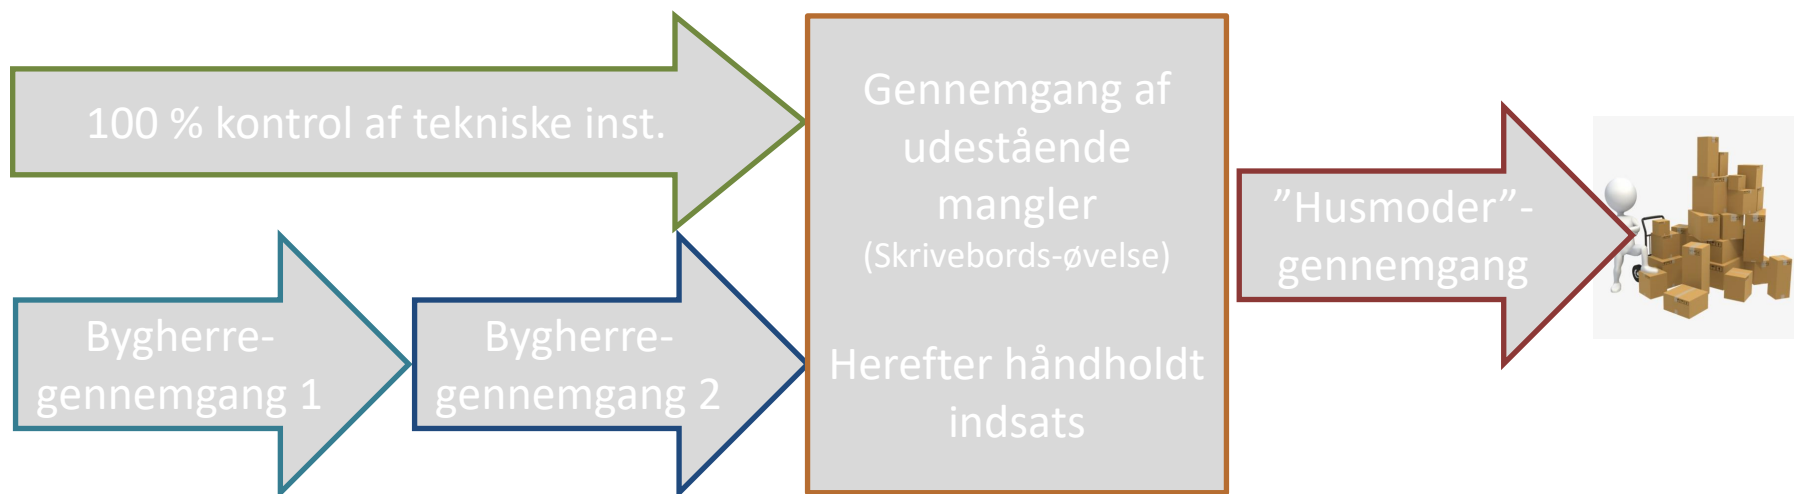 100 % kontrol af tekniske inst.
Bygherre-
gennemgang 1
Bygherre-
gennemgang 2
Gennemgang af
udestående
mangler
(Skrivebords-øvelse)
Herefter håndholdt
indsats
”Husmoder”-
gennemgang